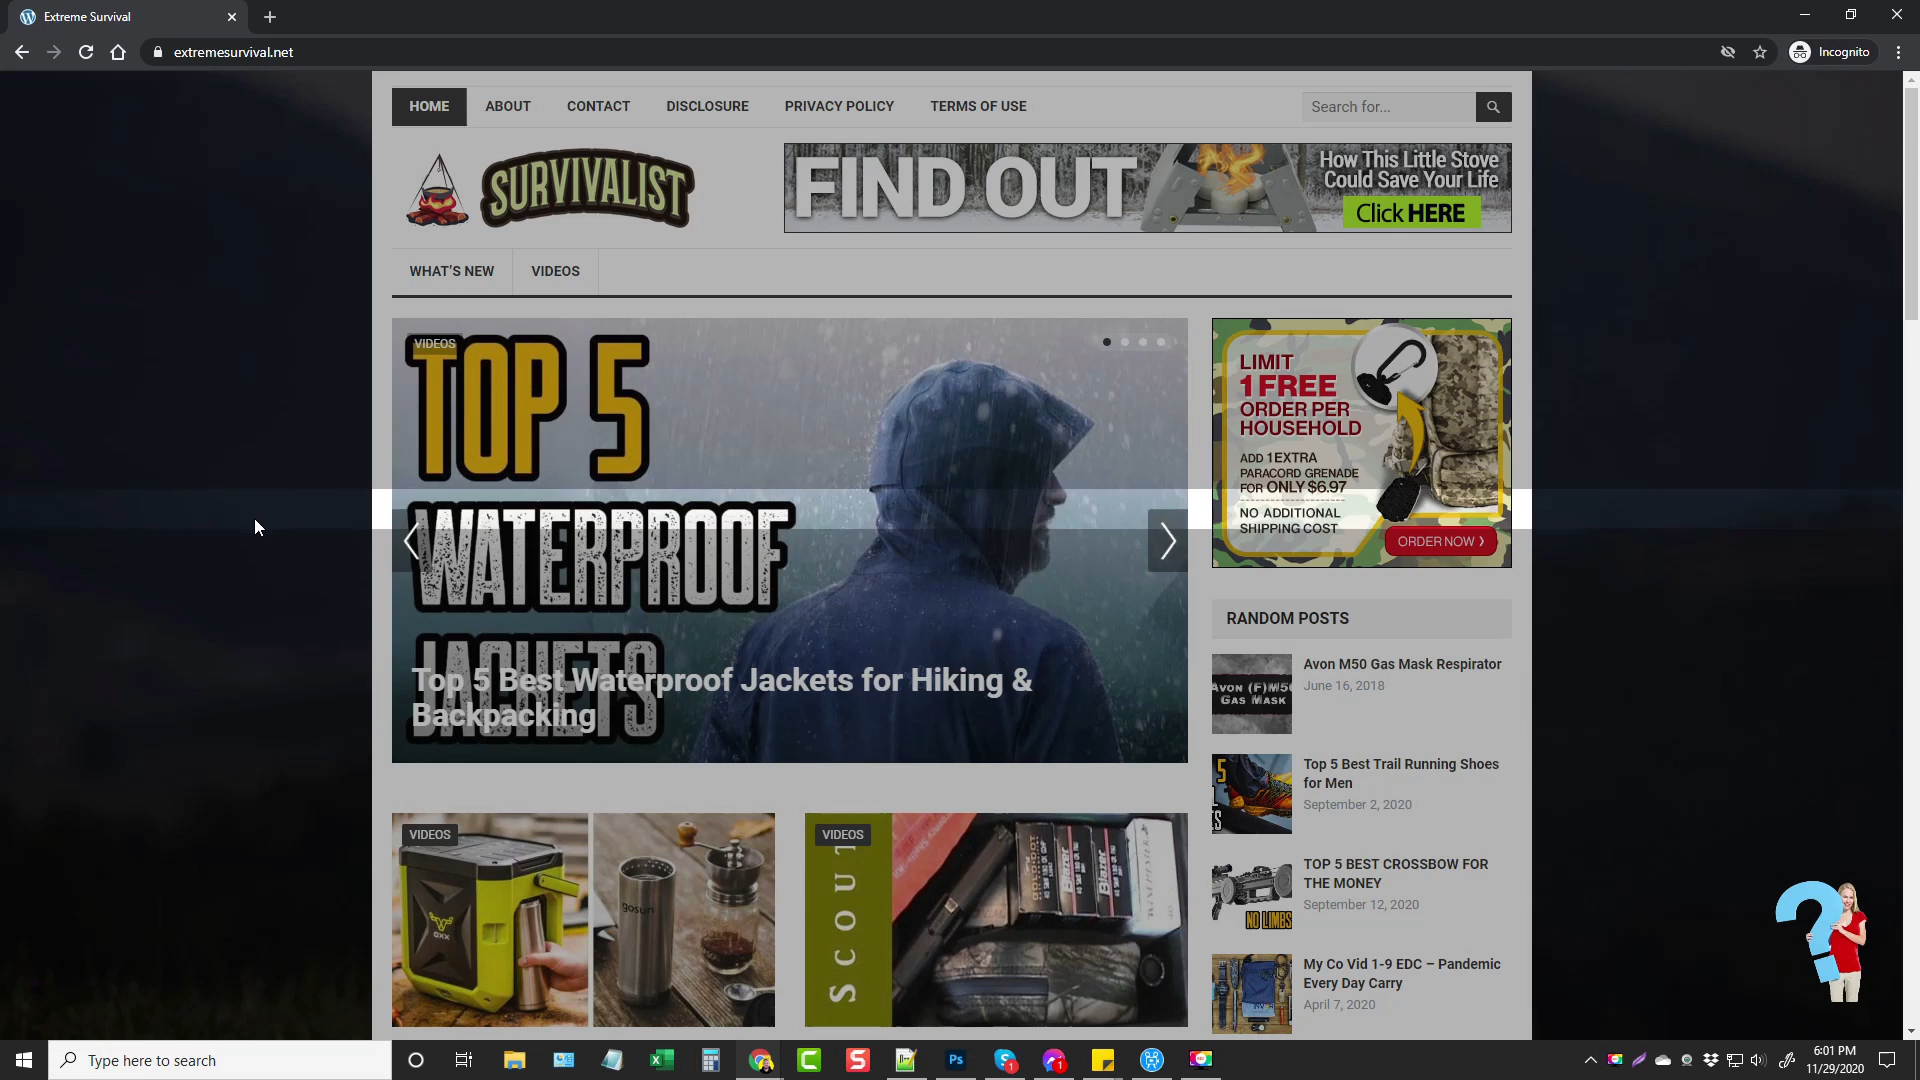 Extreme Survival
extremesurvival.net
Incognito
HOME ABOUT CONTACT DISCLOSURE PRIVACY POLICY TERMS OF USE
Search for...
SURVIVALIST
FIND OUT
How This Little Stove
Could Save Your Life
Click HERE
WHAT'S NEW VIDEOS
VIDEOS
TOP 5
WATERPROOF
JACKETS
Top 5 Best Waterproof Jackets for Hiking &
Backpacking
LIMIT
1 FREE
ORDER PER
HOUSEHOLD
ADD 1 EXTRA
PARACORD GRENADE
FOR ONLY $6.97
NO ADDITIONAL
SHIPPING COST
ORDER NOW
RANDOM POSTS
Avon M50 Gas Mask Respirator
June 16, 2018
Avon (F)M50
Gas Mask
Top 5 Best Trail Running Shoes
for Men
September 2, 2020
TOP 5 BEST CROSSBOW FOR
THE MONEY
September 12, 2020
NO LIMBS
My Co Vid 1-9 EDC – Pandemic
Every Day Carry
April 7, 2020
VIDEOS
OXX
gosun
VIDEOS
SCOUT
Blazer
Blazer
Type here to search
6:01 PM
11/29/2020